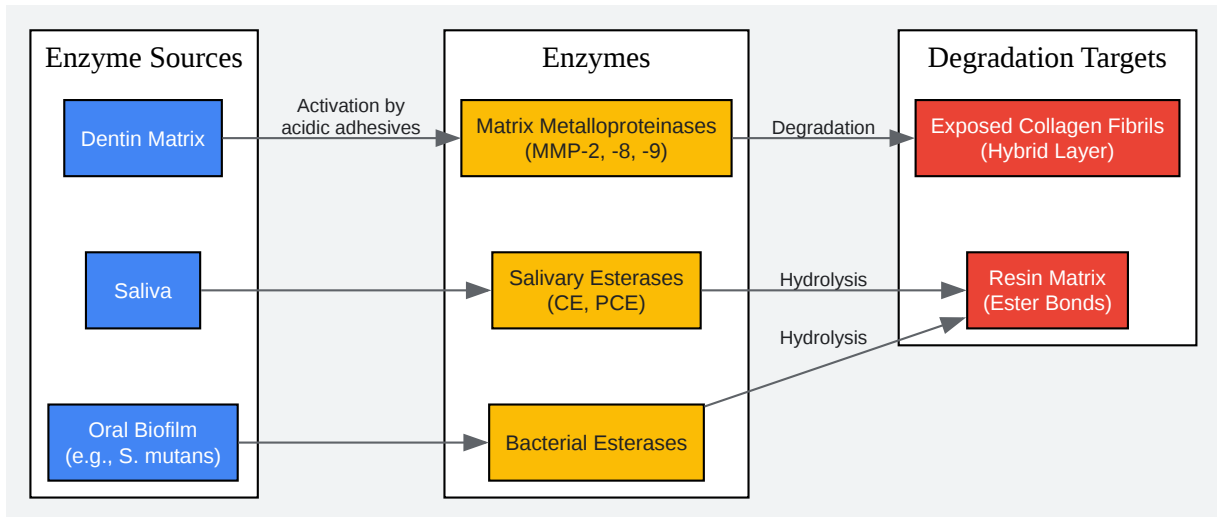 Enzyme Sources
Enzymes
Degradation Targets
Dentin Matrix
Activation by
acidic adhesives
Matrix Metalloproteinases
(MMP-2, -8, -9)
Degradation
Exposed Collagen Fibrils
(Hybrid Layer)
Saliva
Salivary Esterases
(CE, PCE)
Hydrolysis
Resin Matrix
(Ester Bonds)
Hydrolysis
Oral Biofilm
(e.g., S. mutans)
Bacterial Esterases